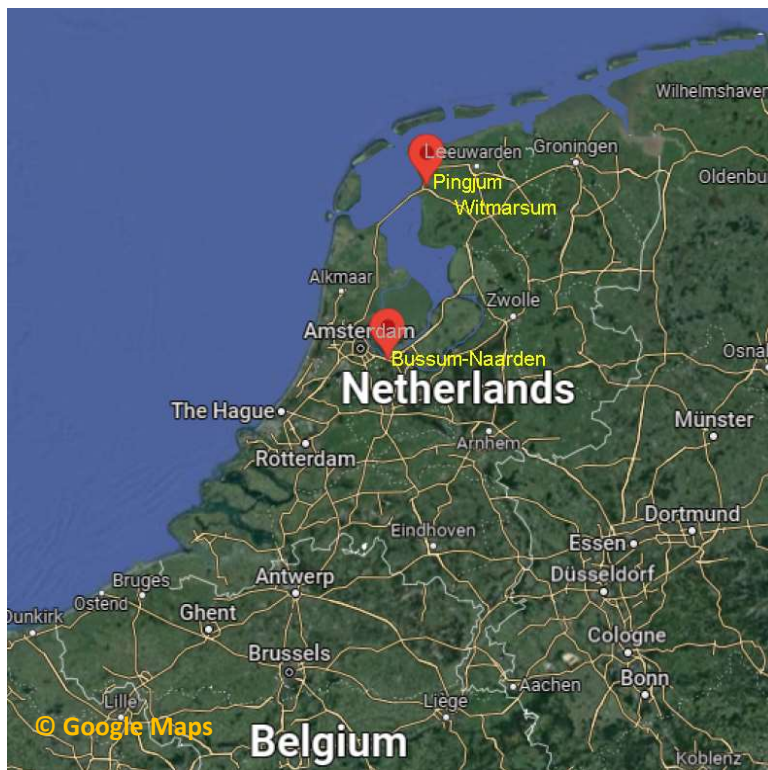 Wilhelmshaven
Leeuwarden
Groningen
Pingjum
Oldenbu
Witmarsum
Alkmaar
Zwolle
Amsterdam
Bussum-Naarden
Osna
Netherlands
The Hague
Münster
Arnhem
Rotterdam
Dortmund
Eindhoven
Essen
Düsseldorf
Bruges
Antwerp
Ostend
Dunkirk
Ghent
Cologne
Brussels
Bonn
Aachen
Lille
Liège
© Google Maps
Belgium
Koblenz